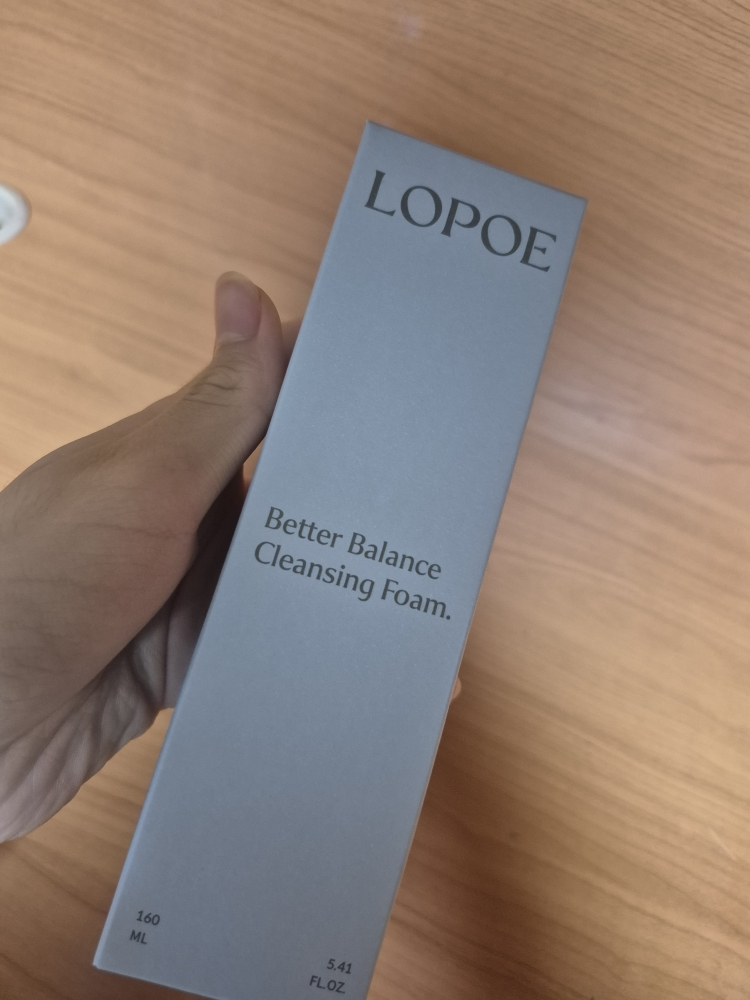 LOPOE
Better Balance
Cleansing Foam.
160
ML
5.41
FL.OZ.